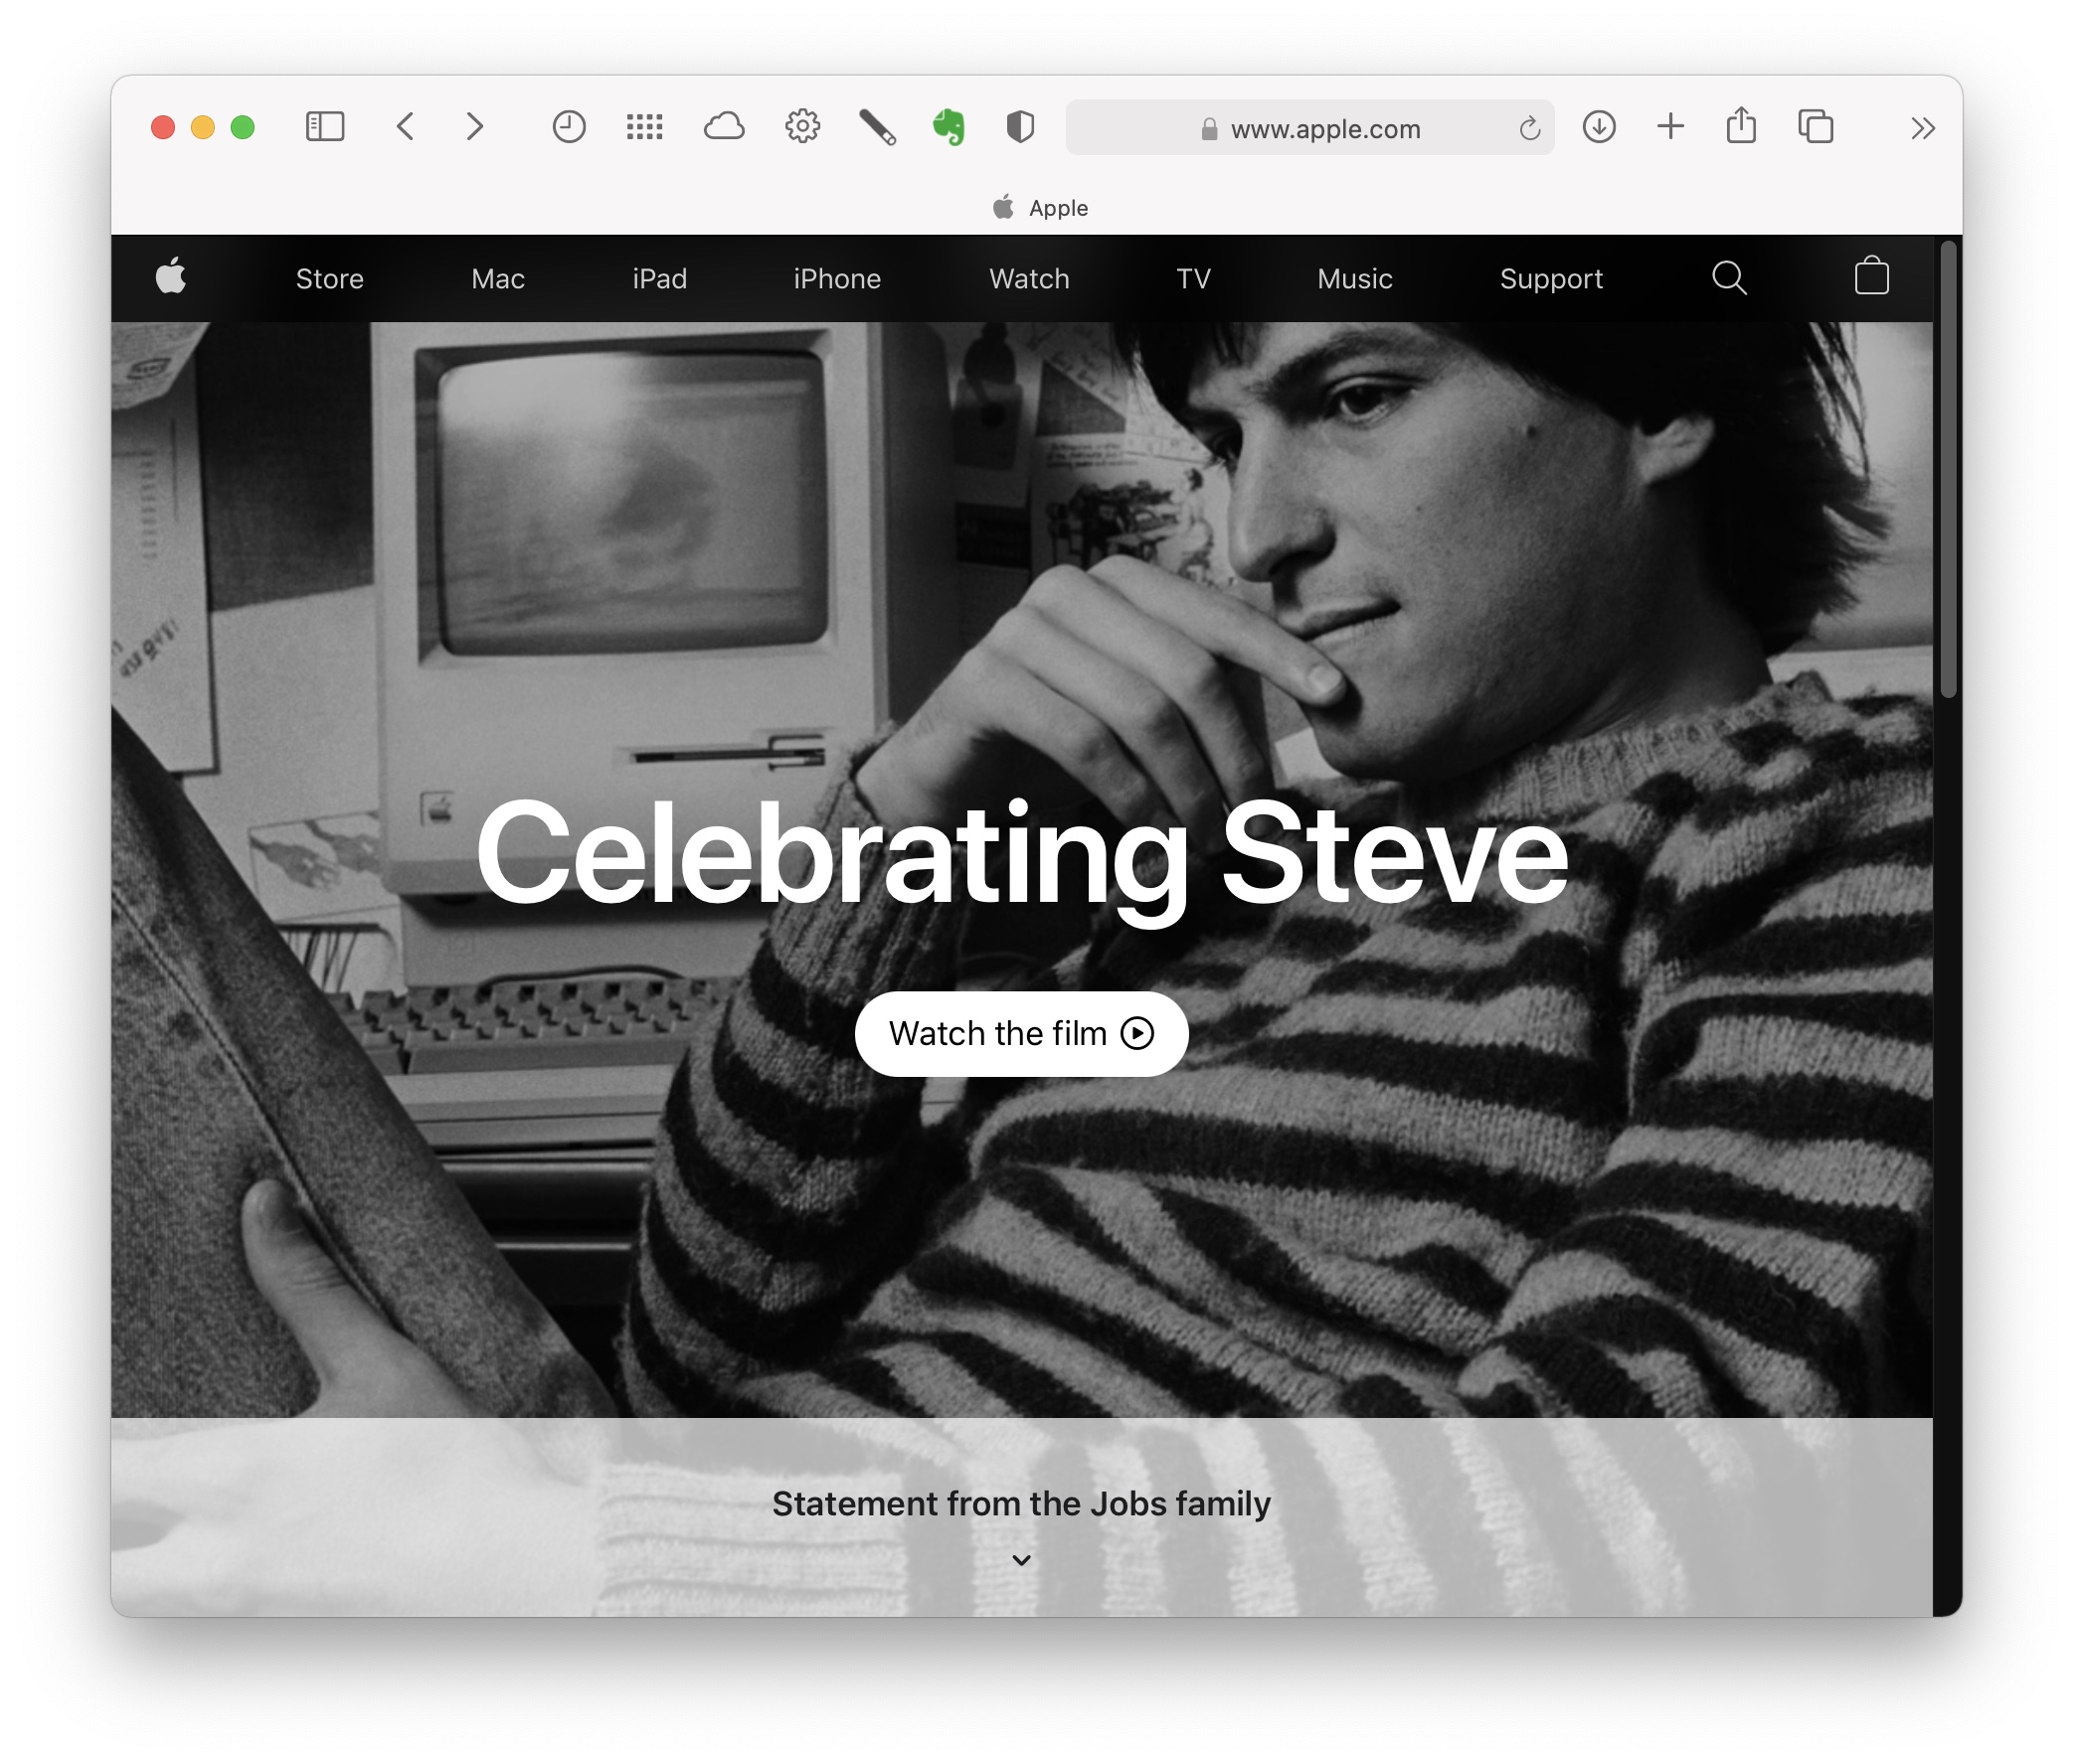 www.apple.com
Apple
Store Mac iPad iPhone Watch TV Music Support
Celebrating Steve
Watch the film
Statement from the Jobs family